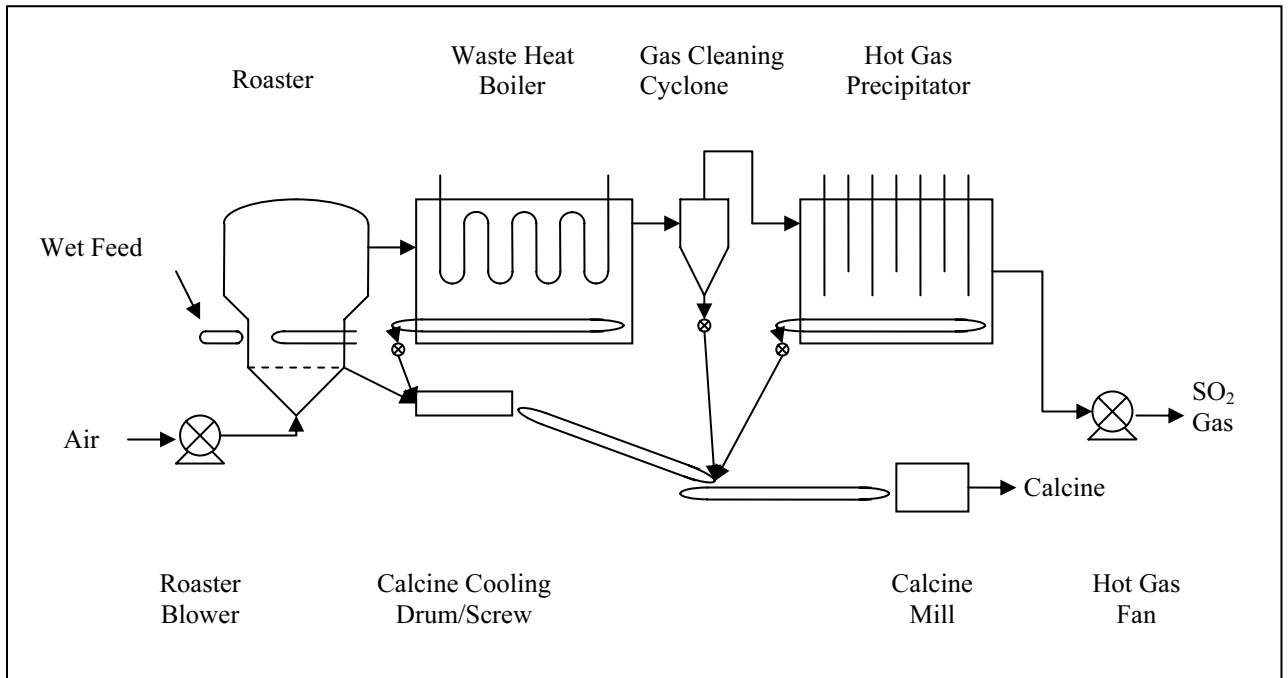 Waste Heat
Boiler
Gas Cleaning
Cyclone
Hot Gas
Precipitator
Roaster
Wet Feed
Air
SO₂
Gas
Calcine
Roaster
Blower
Calcine Cooling
Drum/Screw
Calcine
Mill
Hot Gas
Fan